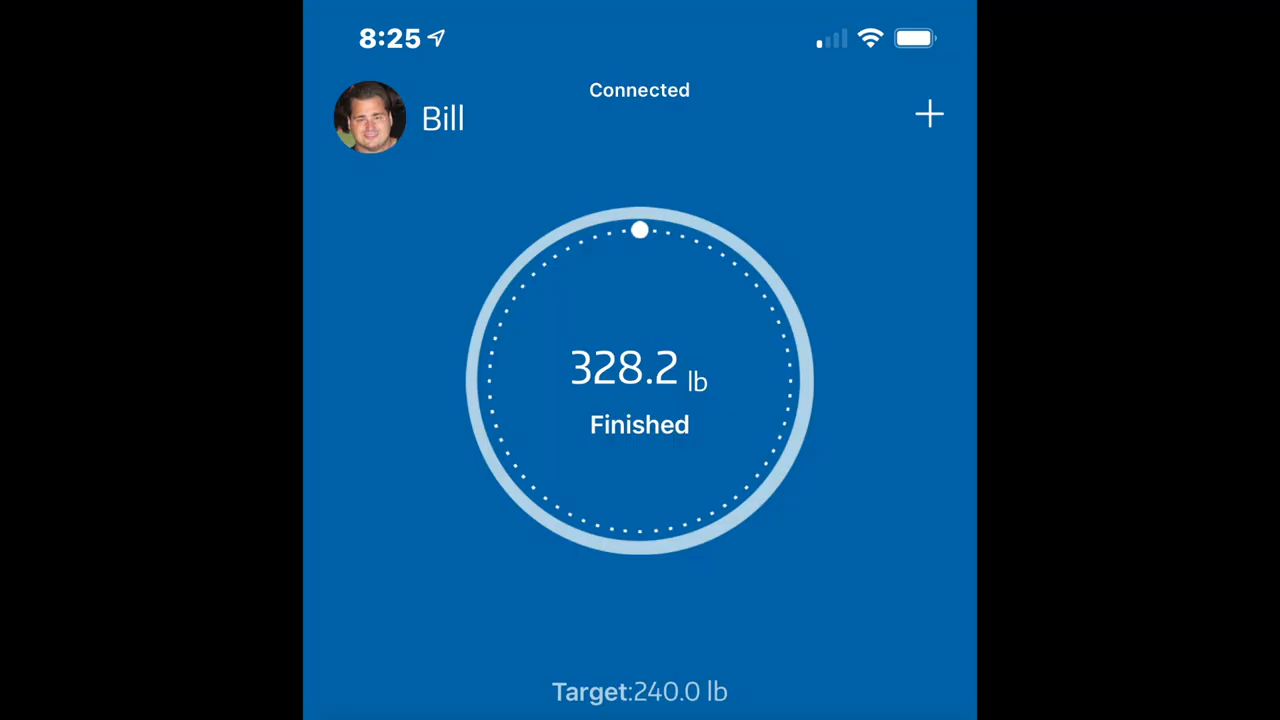 8:25
Connected
Bill
328.2 lb
Finished
Target:240.0 lb